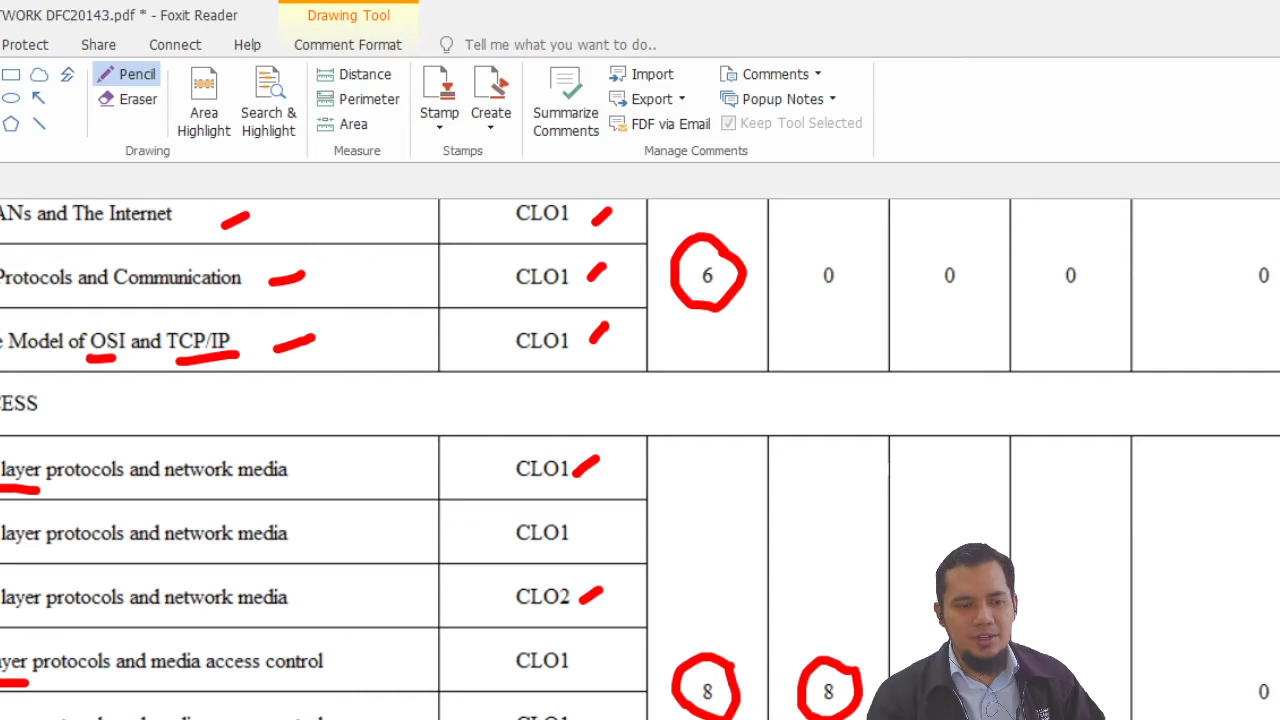 TWORK DFC20143.pdf * - Foxit Reader
Drawing Tool
Protect Share Connect Help Comment Format Tell me what you want to do..
Pencil
Eraser
Drawing
Area Highlight
Search & Highlight
Distance
Perimeter
Area
Measure
Stamp
Create
Stamps
Summarize Comments
Import
Export
FDF via Email
Comments
Popup Notes
Keep Tool Selected
Manage Comments
ANs and The Internet CLO1
Protocols and Communication CLO1 6 0 0 0 0
e Model of OSI and TCP/IP CLO1
CESS
layer protocols and network media CLO1
layer protocols and network media CLO1
layer protocols and network media CLO2
ayer protocols and media access control CLO1
8 8 0
CLO1